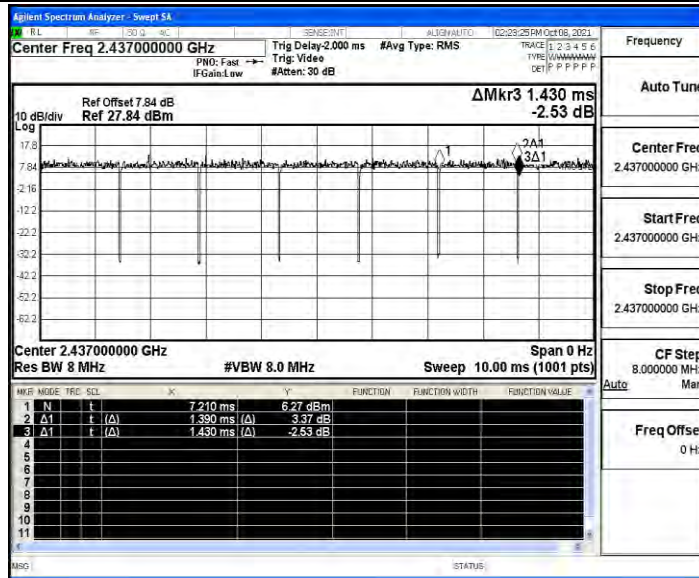 Agilent Spectrum Analyzer - Swept SA
RL RF 50 Ω AC SENSE:INT ALIGN AUTO 02:23:25 PM Oct 08, 2021
Center Freq 2.437000000 GHz
PNO: Fast
IFGain:Low
Trig Delay-2.000 ms
Trig: Video
#Atten: 30 dB
#Avg Type: RMS
TRACE 1 2 3 4 5 6
TYPE WWWWWW
DET P P P P P P
Frequency
Auto Tune
ΔMkr3 1.430 ms
-2.53 dB
Ref Offset 7.84 dB
10 dB/div Ref 27.84 dBm
Log
17.8
7.84
-2.16
-12.2
-22.2
-32.2
-42.2
-52.2
-62.2
1
2Δ1
3Δ1
Center Freq
2.437000000 GHz
Start Freq
2.437000000 GHz
Stop Freq
2.437000000 GHz
CF Step
8.000000 MHz
Auto Man
Freq Offset
0 Hz
Center 2.437000000 GHz Span 0 Hz
Res BW 8 MHz #VBW 8.0 MHz Sweep 10.00 ms (1001 pts)
MKR MODE TRC SCL X Y FUNCTION FUNCTION WIDTH FUNCTION VALUE
1 N t 7.210 ms 6.27 dBm
2 Δ1 t (Δ) 1.390 ms (Δ) 3.37 dB
3 Δ1 t (Δ) 1.430 ms (Δ) -2.53 dB
4
5
6
7
8
9
10
11
MSG STATUS